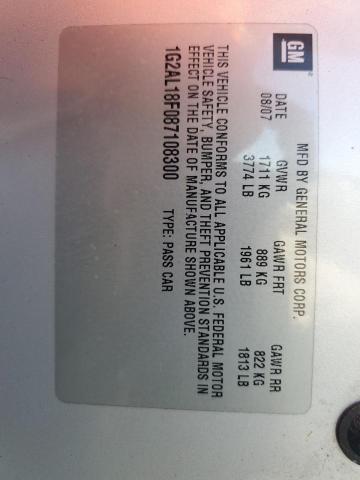 GM
MFD BY GENERAL MOTORS CORP.
DATE GVWR GAWR FRT GAWR RR
08/07 1711 KG 889 KG 822 KG
3774 LB 1961 LB 1813 LB
THIS VEHICLE CONFORMS TO ALL APPLICABLE U.S. FEDERAL MOTOR
VEHICLE SAFETY, BUMPER, AND THEFT PREVENTION STANDARDS IN
EFFECT ON THE DATE OF MANUFACTURE SHOWN ABOVE.
1G2AL18F087108300 TYPE: PASS CAR